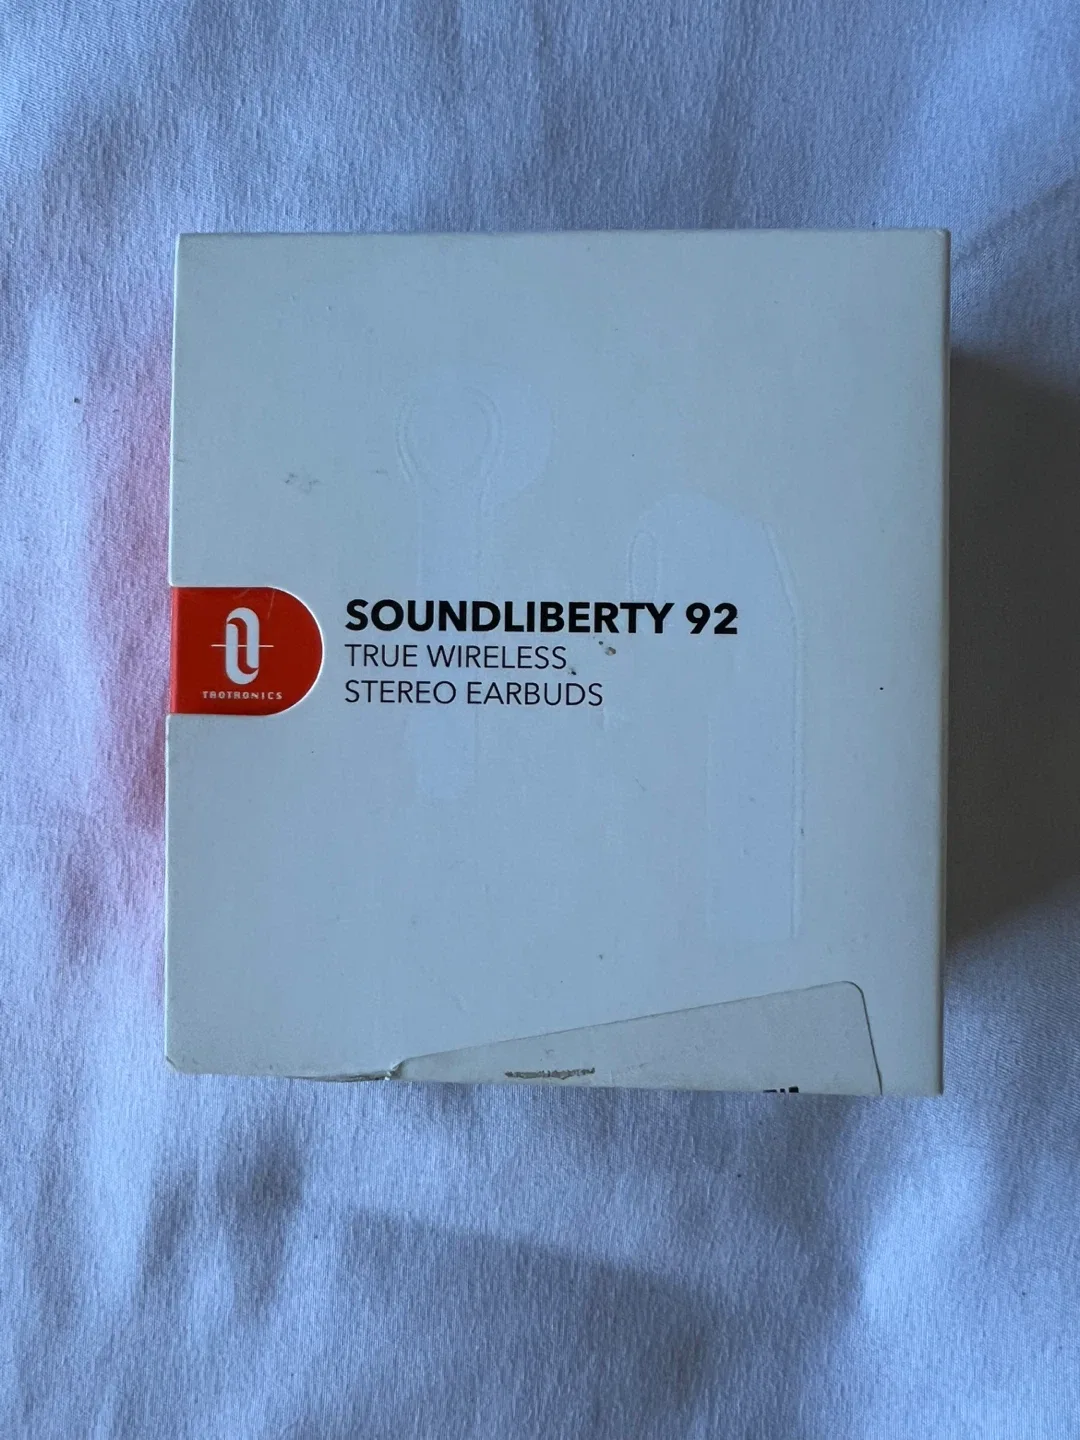 SOUNDLIBERTY 92
TRUE WIRELESS
STEREO EARBUDS
TAOTRONICS